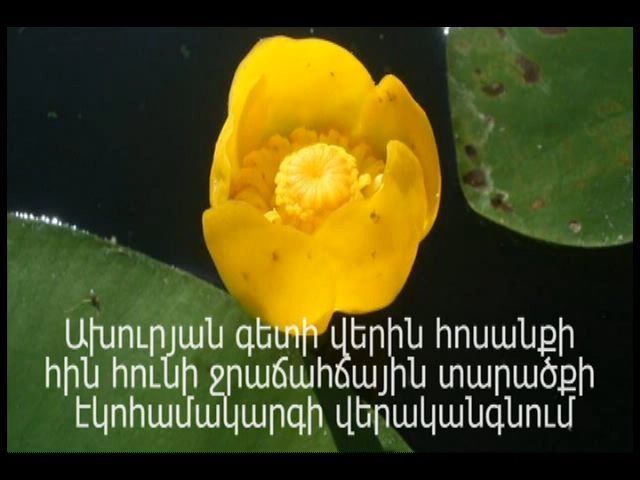 Ախուրյան գետի վերին հոսանքի
հին հունի ջրաճահճային տարածքի
էկոհամակարգի վերականգնում